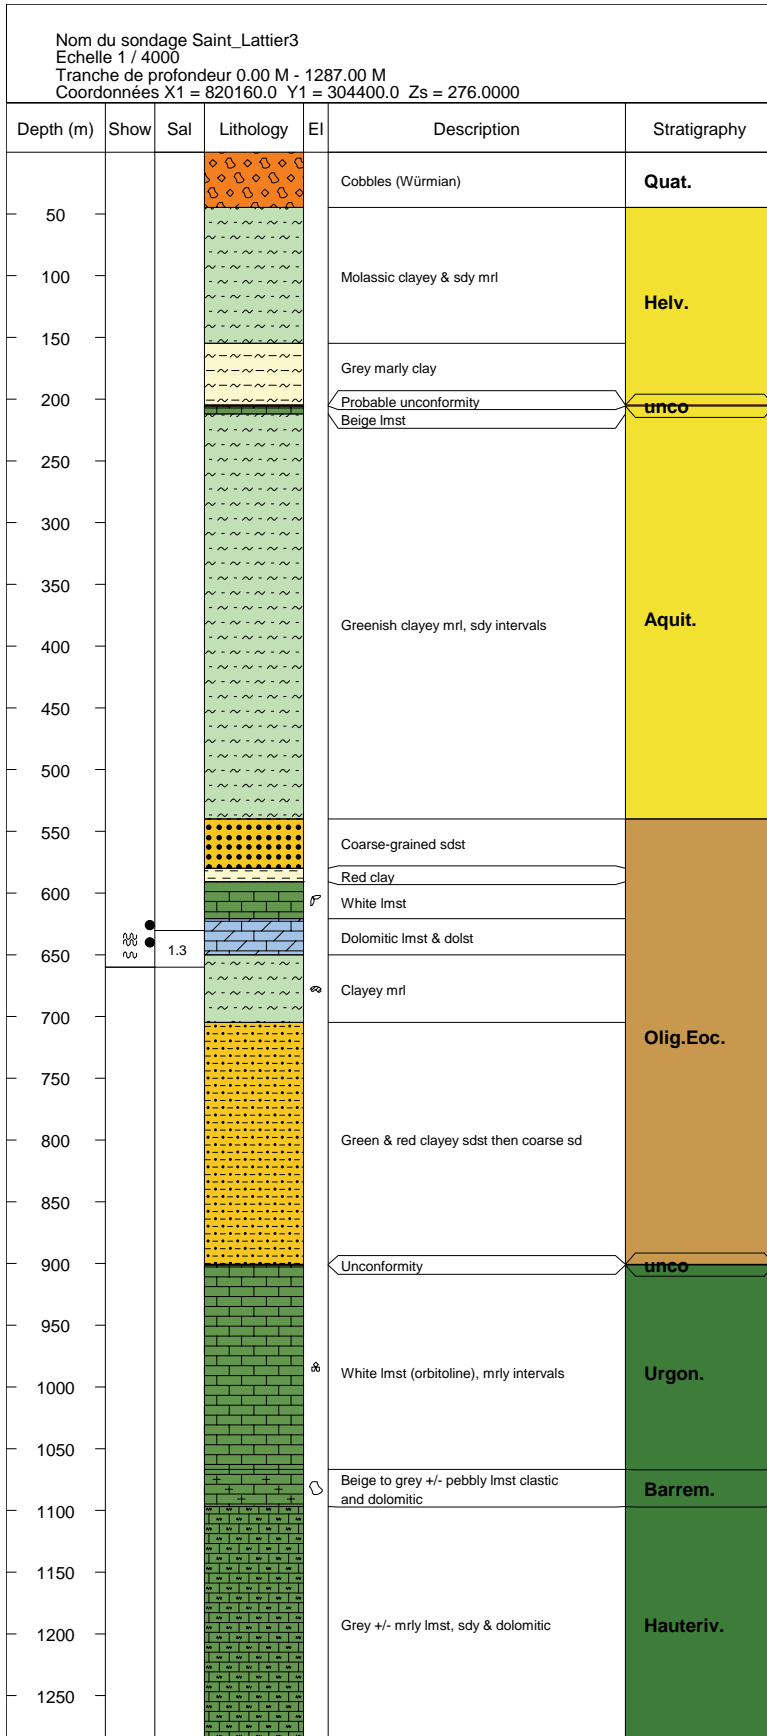 Nom du sondage Saint_Lattier3
Echelle 1 / 4000
Tranche de profondeur 0.00 M - 1287.00 M
Coordonnées X1 = 820160.0 Y1 = 304400.0 Zs = 276.0000
Depth (m) Show Sal Lithology El Description Stratigraphy
Cobbles (Würmian) Quat.
50
100 Molassic clayey & sdy mrl
Helv.
150
Grey marly clay
200 Probable unconformity unco
Beige lmst
250
300
350
Greenish clayey mrl, sdy intervals Aquit.
400
450
500
550 Coarse-grained sdst
Red clay
600 White lmst
Dolomitic lmst & dolst
650 1.3
Clayey mrl
700
Olig.Eoc.
750
800 Green & red clayey sdst then coarse sd
850
900 Unconformity unco
950
White lmst (orbitoline), mrly intervals Urgon.
1000
1050
Beige to grey +/- pebbly lmst clastic
and dolomitic Barrem.
1100
1150
1200 Grey +/- mrly lmst, sdy & dolomitic Hauteriv.
1250